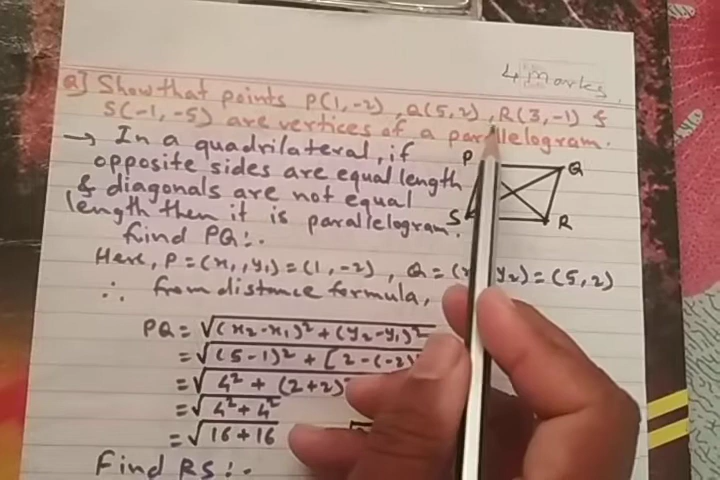 4 marks.
Q] Show that points P(1,-2), Q(5,2), R(3,-1) &
S(-1,-5) are vertices of a parallelogram.
→ In a quadrilateral, if
opposite sides are equal length
& diagonals are not equal
length then it is parallelogram.
P
Q
S
R
find PQ:-
Here, P=(x₁,y₁)=(1,-2), Q=( y₂)=(5,2)
∴ from distance formula,
PQ=√(x₂-x₁)²+(y₂-y₁)²
=√(5-1)²+[2-(-2)
=√4²+(2+2)
=√4²+4²
=√16+16
Find RS:-